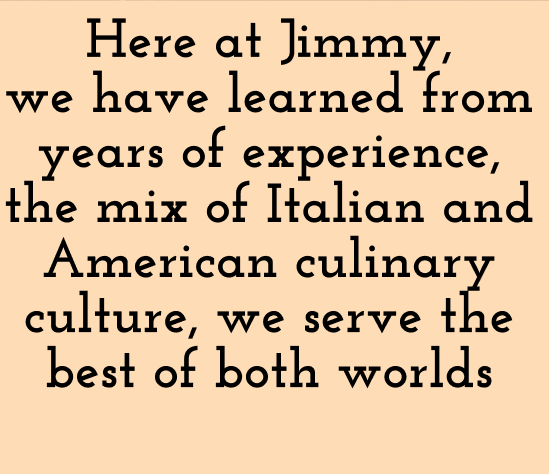 Here at Jimmy,
we have learned from
years of experience,
the mix of Italian and
American culinary
culture, we serve the
best of both worlds